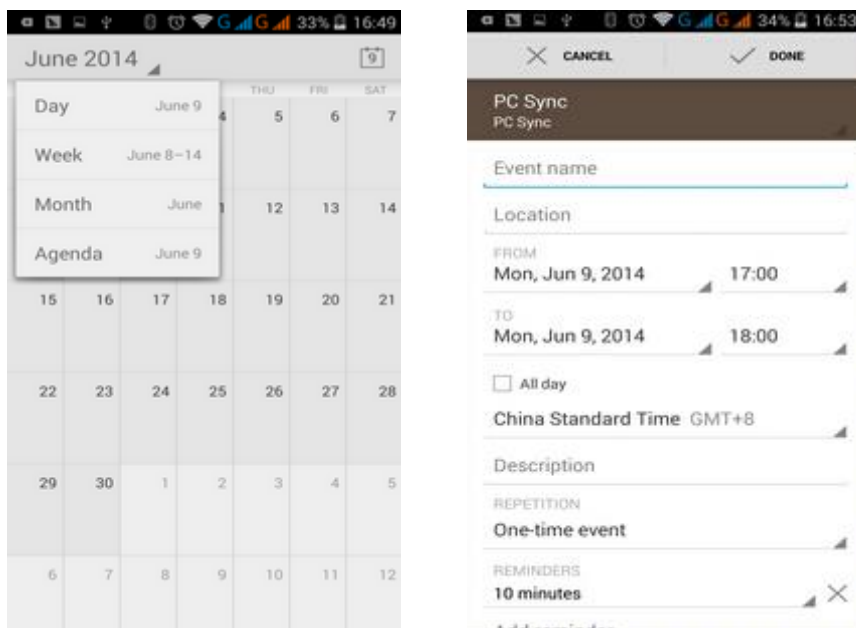 G G 33% 16:49
June 2014 9
THU FRI SAT
Day June 9 4 5 6 7
Week June 8–14
Month June 12 13 14
Agenda June 9
15 16 17 18 19 20 21
22 23 24 25 26 27 28
29 30 1 2 3 4 5
6 7 8 9 10 11 12
G G 34% 16:53
CANCEL DONE
PC Sync
PC Sync
Event name
Location
FROM
Mon, Jun 9, 2014 17:00
TO
Mon, Jun 9, 2014 18:00
All day
China Standard Time GMT+8
Description
REPETITION
One-time event
REMINDERS
10 minutes